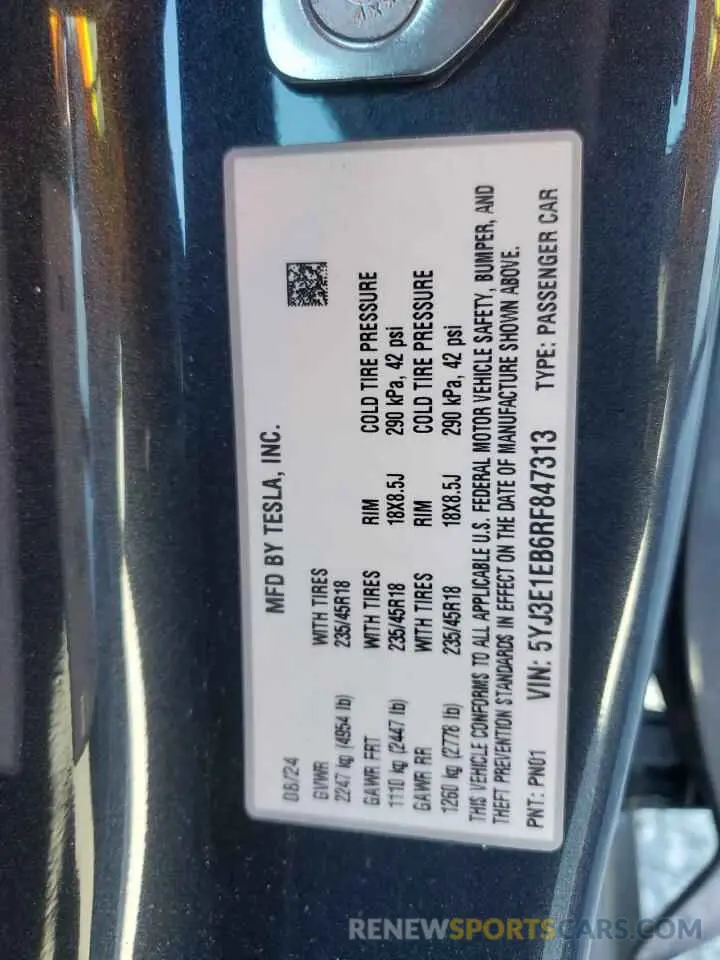 MFD BY TESLA, INC.
08/24
GVWR WITH TIRES
2247 kg (4954 lb) 235/45R18
GAWR FRT WITH TIRES RIM COLD TIRE PRESSURE
1110 kg (2447 lb) 235/45R18 18X8.5J 290 kPa, 42 psi
GAWR RR WITH TIRES RIM COLD TIRE PRESSURE
1260 kg (2778 lb) 235/45R18 18X8.5J 290 kPa, 42 psi
THIS VEHICLE CONFORMS TO ALL APPLICABLE U.S. FEDERAL MOTOR VEHICLE SAFETY, BUMPER, AND
THEFT PREVENTION STANDARDS IN EFFECT ON THE DATE OF MANUFACTURE SHOWN ABOVE.
PNT: PN01 VIN: 5YJ3E1EB6RF847313 TYPE: PASSENGER CAR
RENEWSPORTSCARS.COM